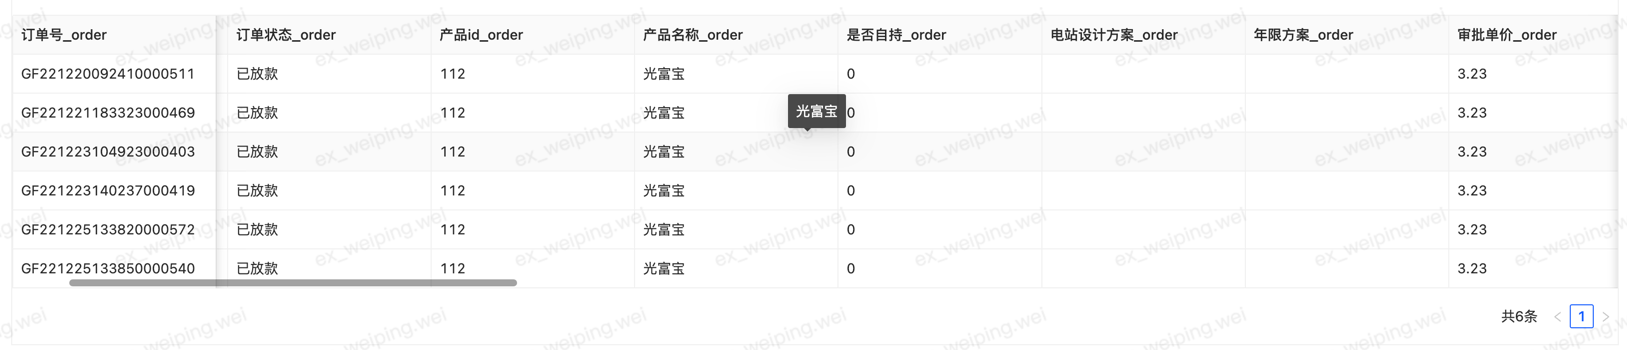 订单号_order 订单状态_order 产品id_order 产品名称_order 是否自持_order 电站设计方案_order 年限方案_order 审批单价_order
GF221220092410000511 已放款 112 光富宝 0 3.23
GF221221183323000469 已放款 112 光富宝 0 3.23
光富宝
GF221223104923000403 已放款 112 光富宝 0 3.23
GF221223140237000419 已放款 112 光富宝 0 3.23
GF221225133820000572 已放款 112 光富宝 0 3.23
GF221225133850000540 已放款 112 光富宝 0 3.23
共6条 < 1 >
ex_weiping.wei